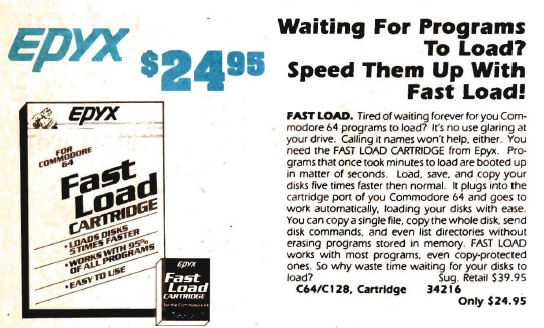 EPYX
$24⁹⁵
EPYX
FOR
COMMODORE
64
Fast
Load
CARTRIDGE
• LOADS DISKS
5 TIMES FASTER
• WORKS WITH 95%
OF ALL PROGRAMS
• EASY TO USE
EPYX
Fast
Load
CARTRIDGE
for the Commodore 64
Waiting For Programs
To Load?
Speed Them Up With
Fast Load!
FAST LOAD. Tired of waiting forever for you Com-
modore 64 programs to load? It's no use glaring at
your drive. Calling it names won't help, either. You
need the FAST LOAD CARTRIDGE from Epyx. Pro-
grams that once took minutes to load are booted up
in matter of seconds. Load, save, and copy your
disks five times faster then normal. It plugs into the
cartridge port of you Commodore 64 and goes to
work automatically, loading your disks with ease.
You can copy a single file, copy the whole disk, send
disk commands, and even list directories without
erasing programs stored in memory. FAST LOAD
works with most programs, even copy-protected
ones. So why waste time waiting for your disks to
load? Sug. Retail $39.95
C64/C128, Cartridge 34216
Only $24.95